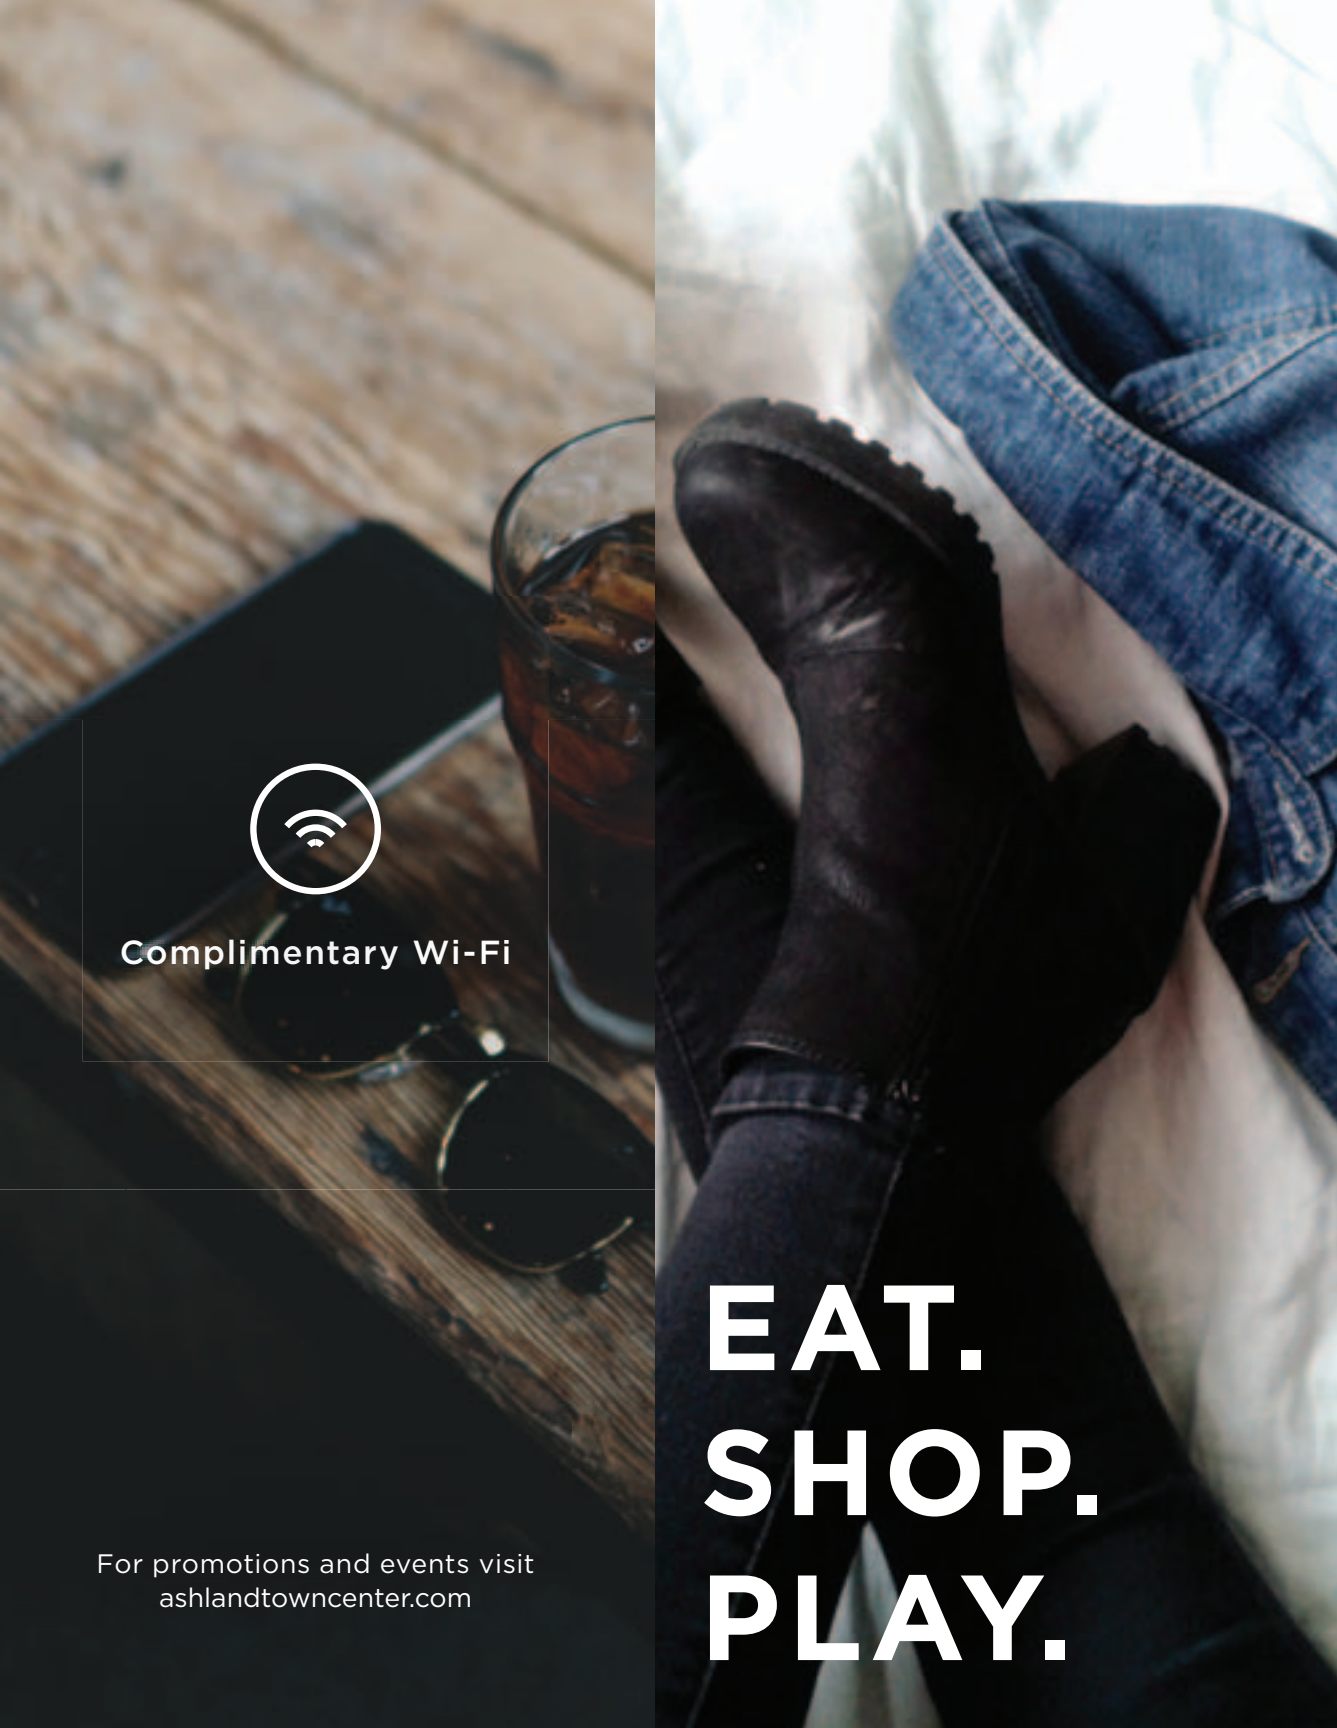 Complimentary Wi-Fi
For promotions and events visit
ashlandtowncenter.com
EAT.
SHOP.
PLAY.